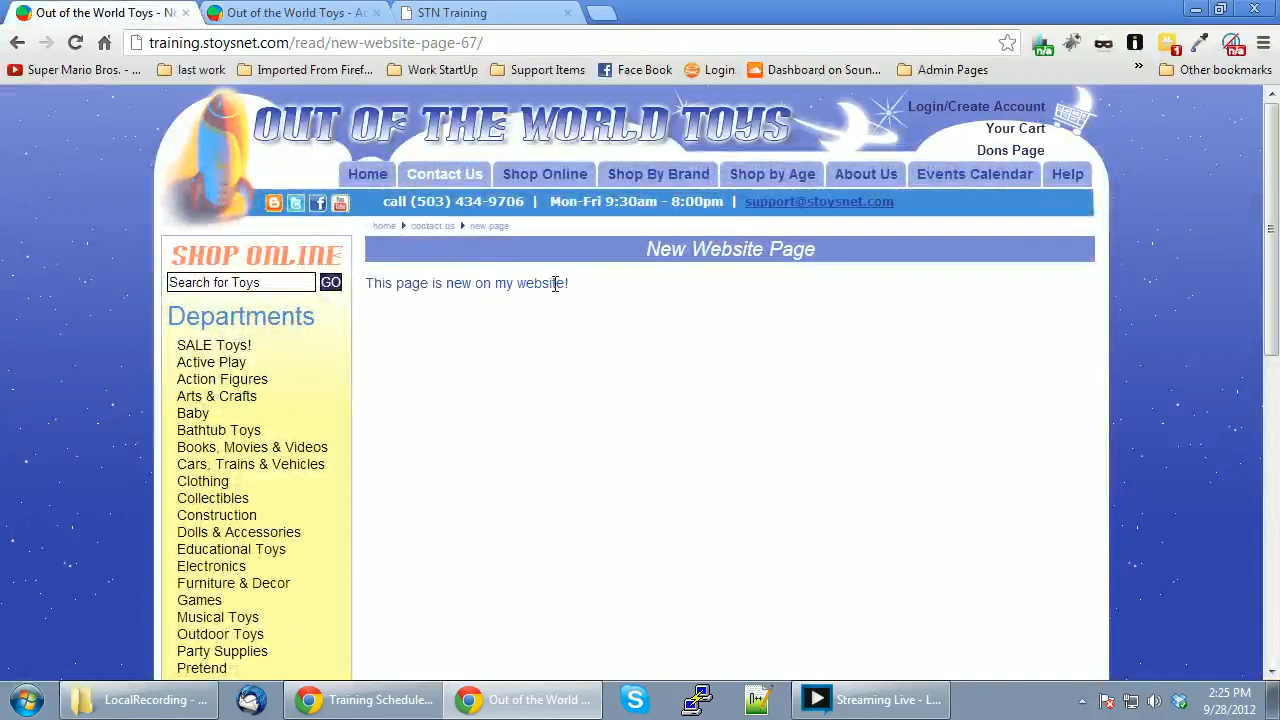 Out of the World Toys - Ne
Out of the World Toys - Ac
STN Training
training.stoysnet.com/read/new-website-page-67/
n/a
1
n/a
Super Mario Bros. - ...
last work
Imported From Firef...
Work StartUp
Support Items
Face Book
Login
Dashboard on Soun...
Admin Pages
»
Other bookmarks
OUT OF THE WORLD TOYS
Login/Create Account
Your Cart
Dons Page
Home
Contact Us
Shop Online
Shop By Brand
Shop by Age
About Us
Events Calendar
Help
call (503) 434-9706 | Mon-Fri 9:30am - 8:00pm | support@stoysnet.com
home
contact us
new page
SHOP ONLINE
New Website Page
Search for Toys
GO
This page is new on my website!
Departments
SALE Toys!
Active Play
Action Figures
Arts & Crafts
Baby
Bathtub Toys
Books, Movies & Videos
Cars, Trains & Vehicles
Clothing
Collectibles
Construction
Dolls & Accessories
Educational Toys
Electronics
Furniture & Decor
Games
Musical Toys
Outdoor Toys
Party Supplies
Pretend
LocalRecording - ...
Training Schedule...
Out of the World ...
Streaming Live - L...
2:25 PM
9/28/2012